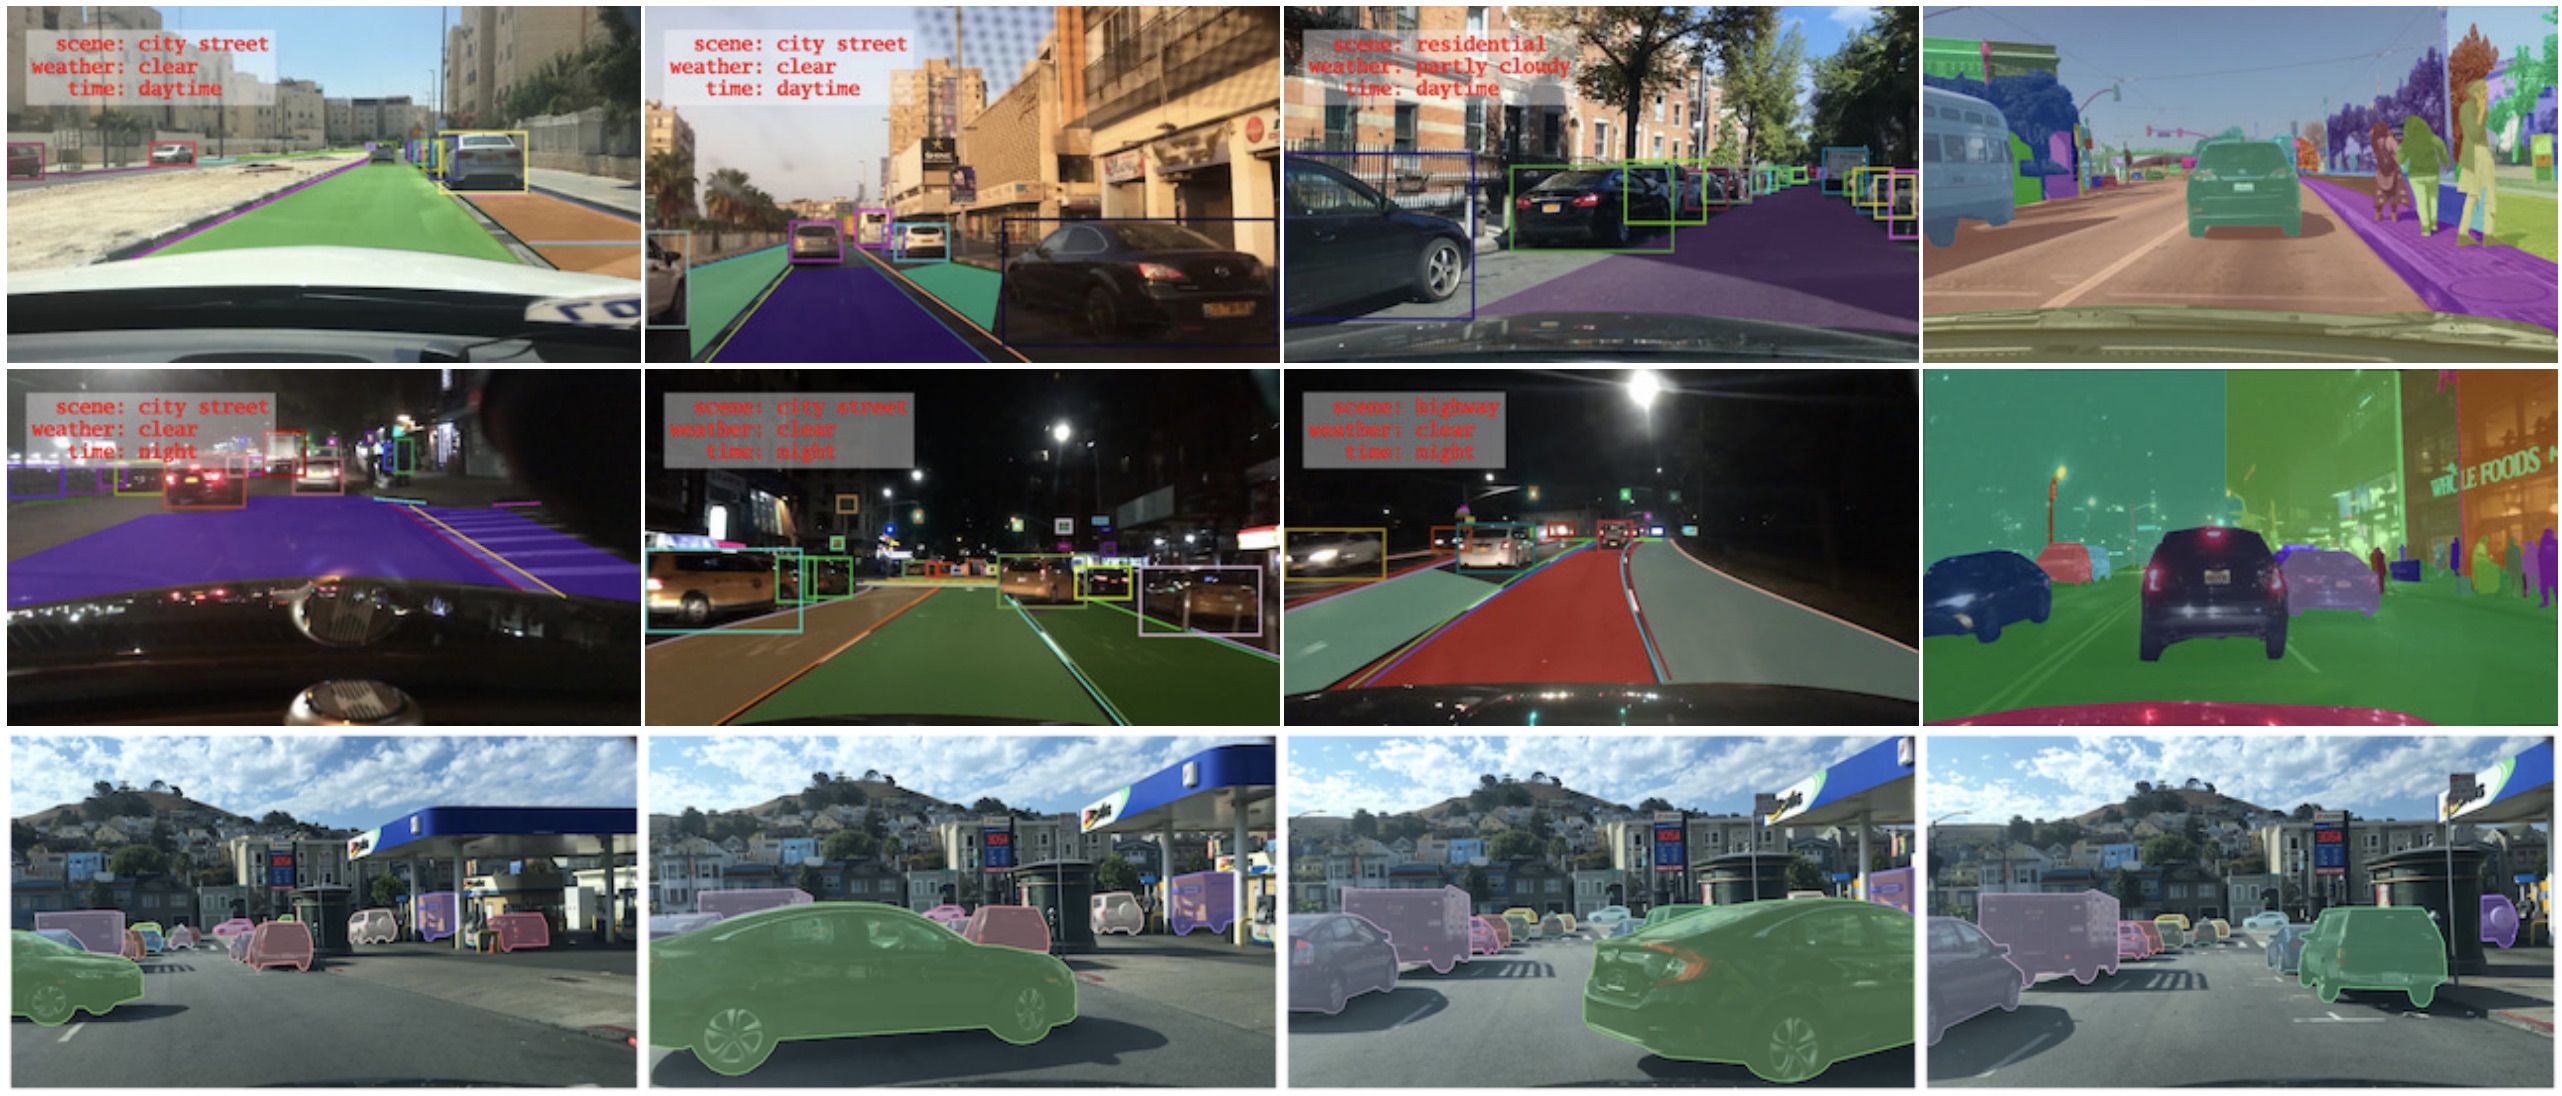 scene: city street
weather: clear
time: daytime
scene: city street
weather: clear
time: daytime
scene: residential
weather: partly cloudy
time: daytime
scene: city street
weather: clear
time: night
scene: city street
weather: clear
time: night
scene: highway
weather: clear
time: night
WHOLE FOODS